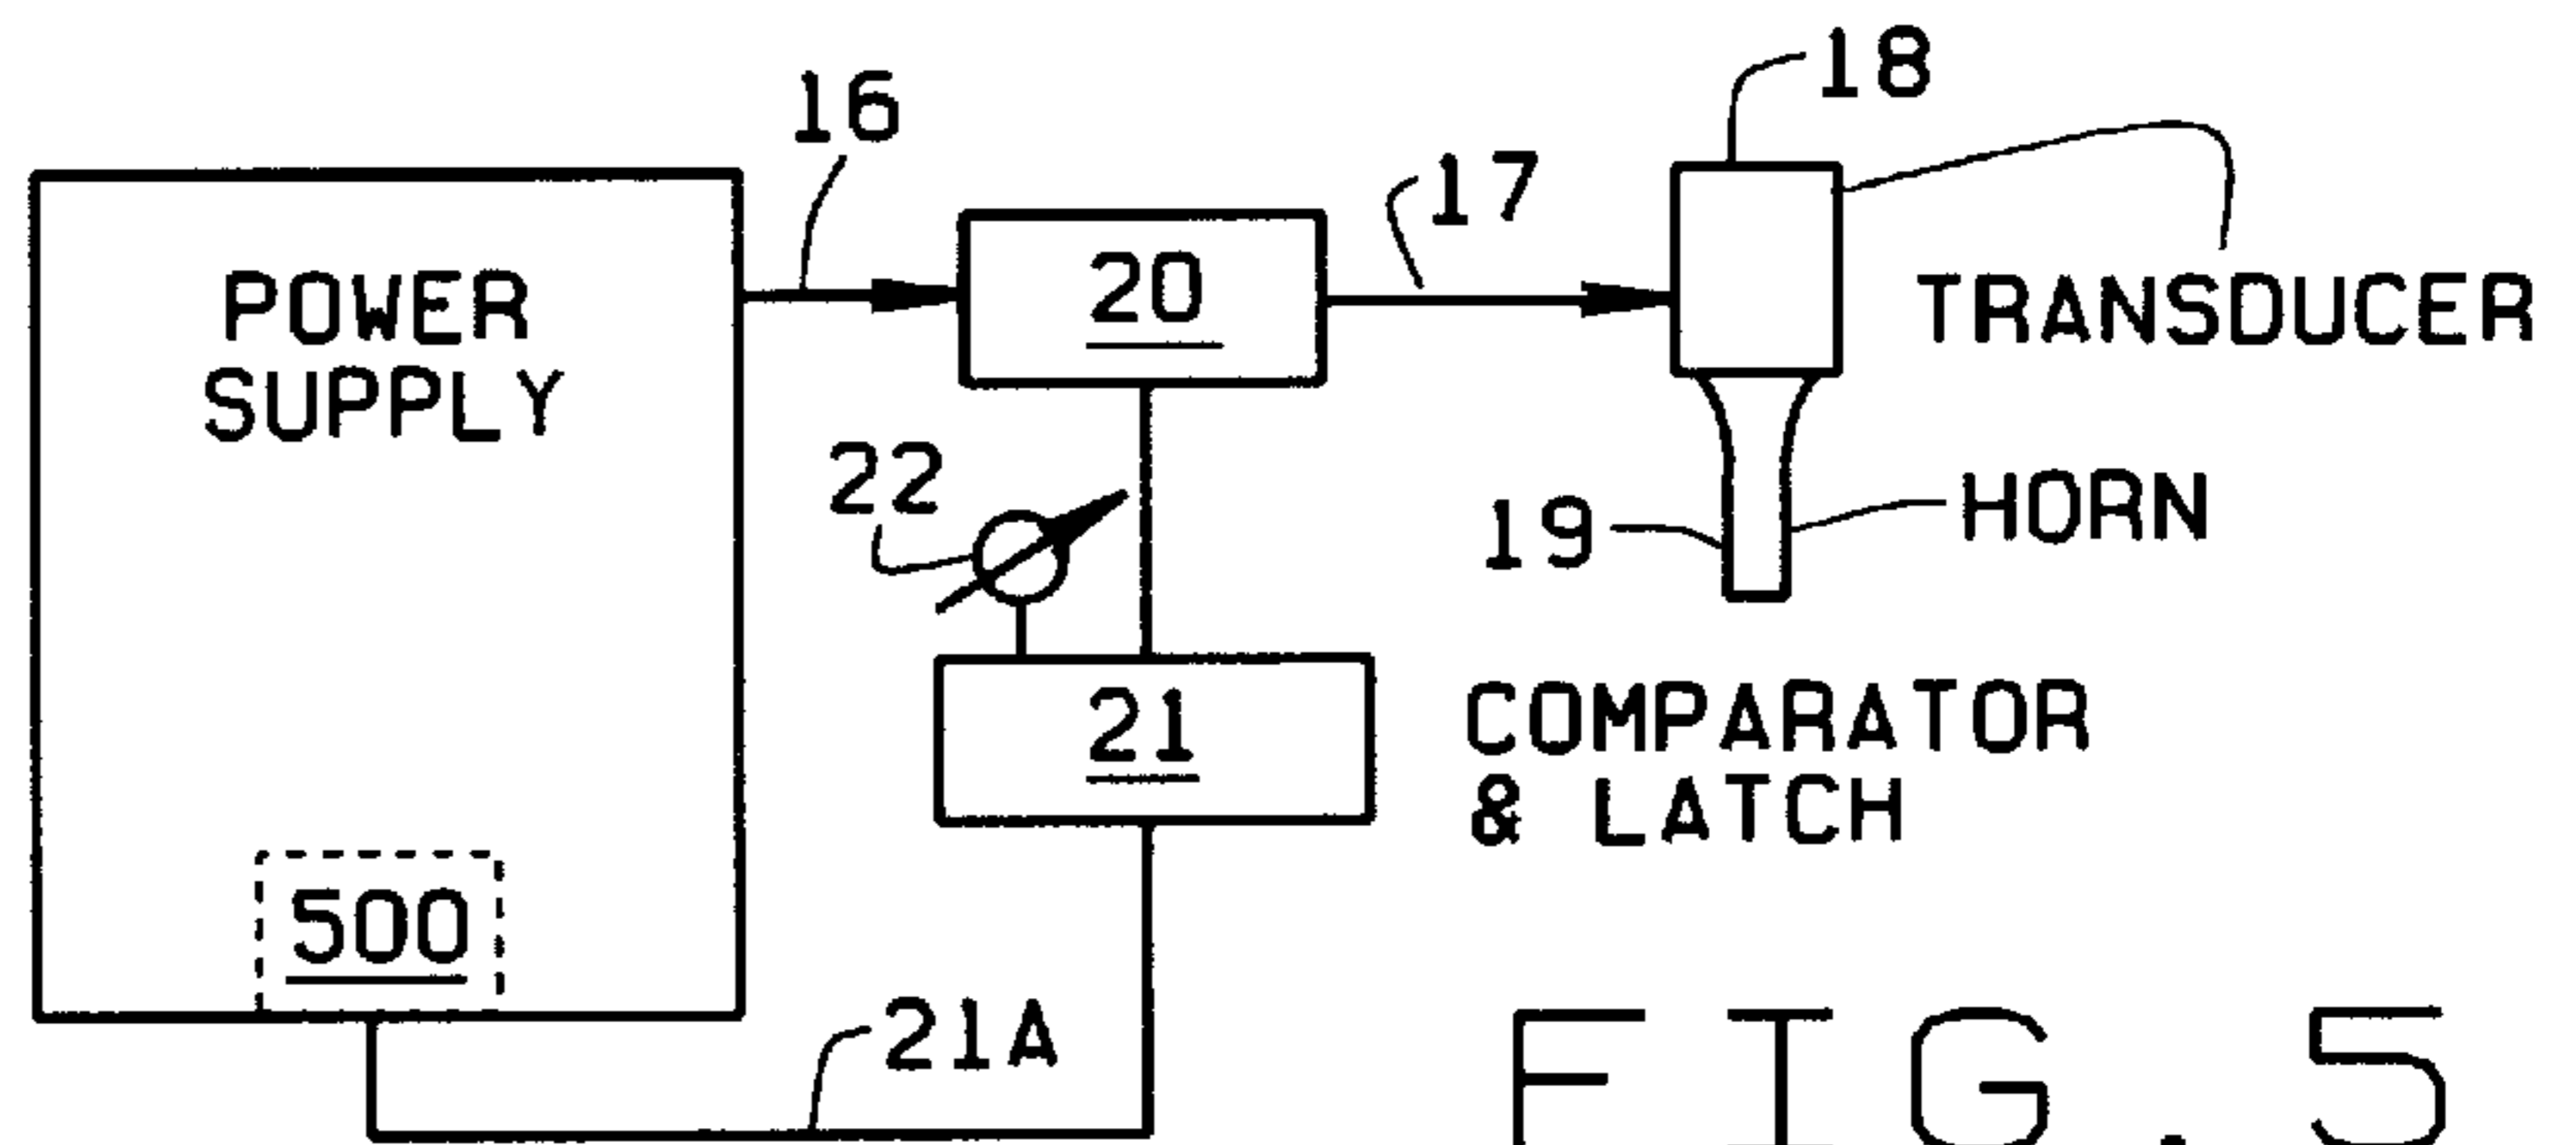 18
16
17
POWER
SUPPLY
20
TRANSDUCER
22
19
HORN
21
COMPARATOR
& LATCH
500
21A
FIG. 5